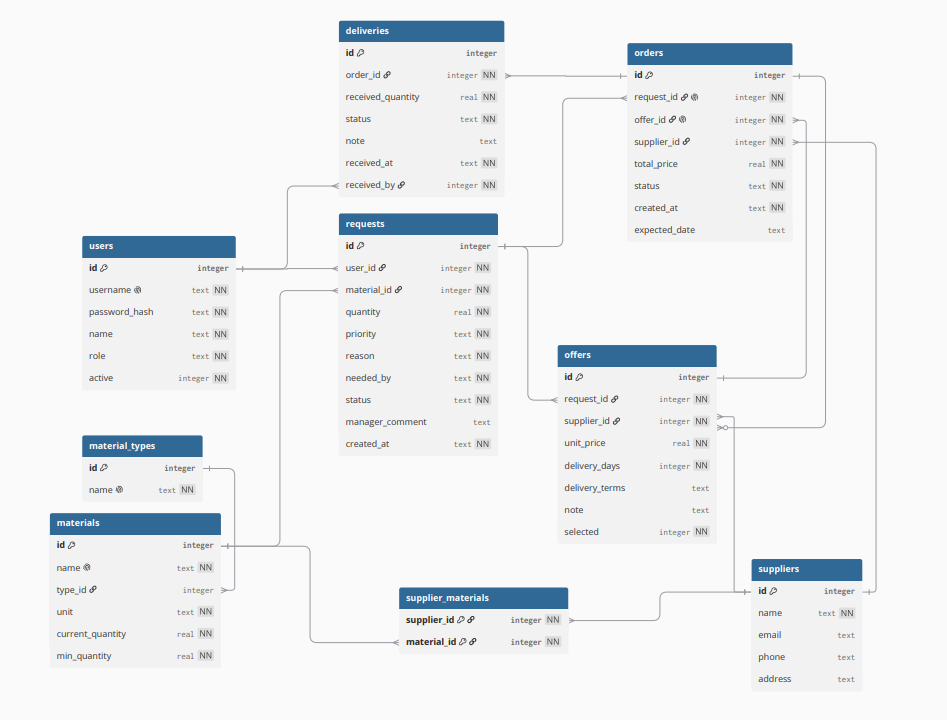 deliveries
id integer
order_id integer NN
received_quantity real NN
status text NN
note text
received_at text NN
received_by integer NN
orders
id integer
request_id integer NN
offer_id integer NN
supplier_id integer NN
total_price real NN
status text NN
created_at text NN
expected_date text
requests
id integer
user_id integer NN
material_id integer NN
quantity real NN
priority text NN
reason text NN
needed_by text NN
status text NN
manager_comment text
created_at text NN
users
id integer
username text NN
password_hash text NN
name text NN
role text NN
active integer NN
offers
id integer
request_id integer NN
supplier_id integer NN
unit_price real NN
delivery_days integer NN
delivery_terms text
note text
selected integer NN
material_types
id integer
name text NN
materials
id integer
name text NN
type_id integer
unit text NN
current_quantity real NN
min_quantity real NN
supplier_materials
supplier_id integer NN
material_id integer NN
suppliers
id integer
name text NN
email text
phone text
address text